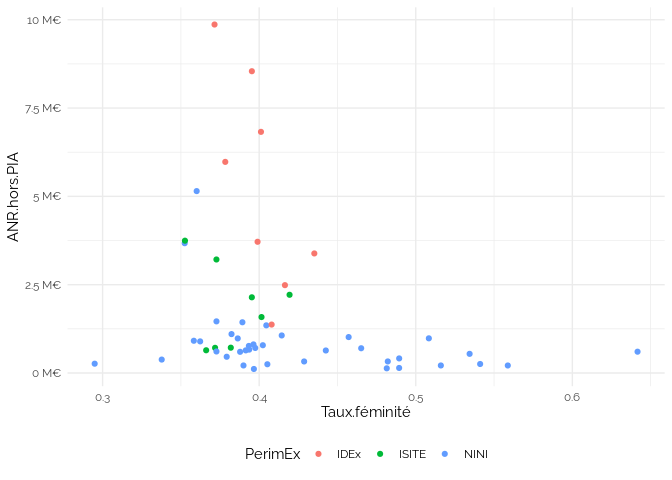 10 M€
7.5 M€
5 M€
2.5 M€
0 M€
ANR.hors.PIA
0.3
0.4
0.5
0.6
Taux.féminité
PerimEx
IDEx
ISITE
NINI